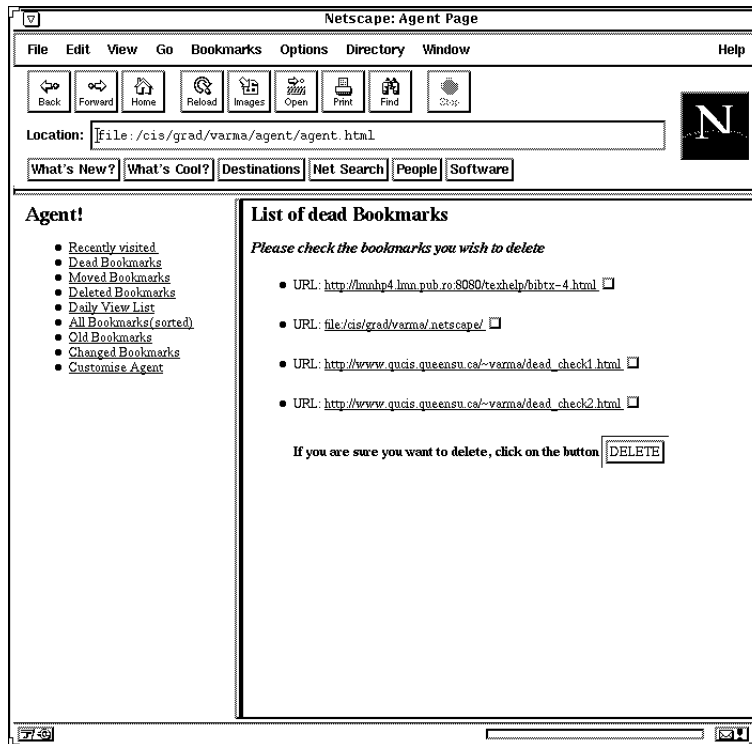 Netscape: Agent Page
File Edit View Go Bookmarks Options Directory Window Help
Back Forward Home Reload Images Open Print Find Stop
N
Location: file:/cis/grad/varma/agent/agent.html
What's New? What's Cool? Destinations Net Search People Software
Agent!
Recently visited
Dead Bookmarks
Moved Bookmarks
Deleted Bookmarks
Daily View List
All Bookmarks(sorted)
Old Bookmarks
Changed Bookmarks
Customise Agent
List of dead Bookmarks
Please check the bookmarks you wish to delete
URL: http://lmnhp4.lmn.pub.ro:8080/texhelp/bibtx-4.html
URL: file:/cis/grad/varma/.netscape/
URL: http://www.qucis.queensu.ca/~varma/dead_check1.html
URL: http://www.qucis.queensu.ca/~varma/dead_check2.html
If you are sure you want to delete, click on the button DELETE